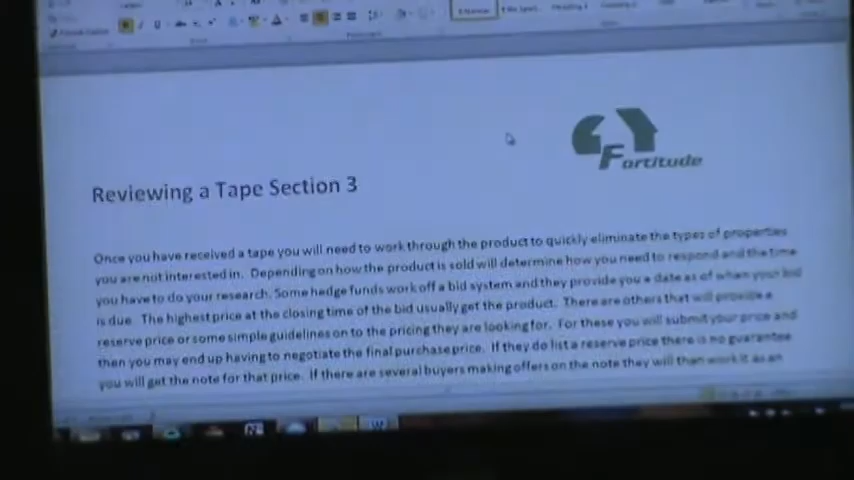 Fortitude
Reviewing a Tape Section 3
Once you have received a tape you will need to work through the product to quickly eliminate the types of properties
you are not interested in. Depending on how the product is sold will determine how you need to respond and the time
you have to do your research. Some hedge funds work off a bid system and they provide you a date as of when your bid
is due. The highest price at the closing time of the bid usually get the product. There are others that will provide a
reserve price or some simple guidelines on to the pricing they are looking for. For these you will submit your price and
then you may end up having to negotiate the final purchase price. If they do list a reserve price there is no guarantee
you will get the note for that price. If there are several buyers making offers on the note they will than work it as an